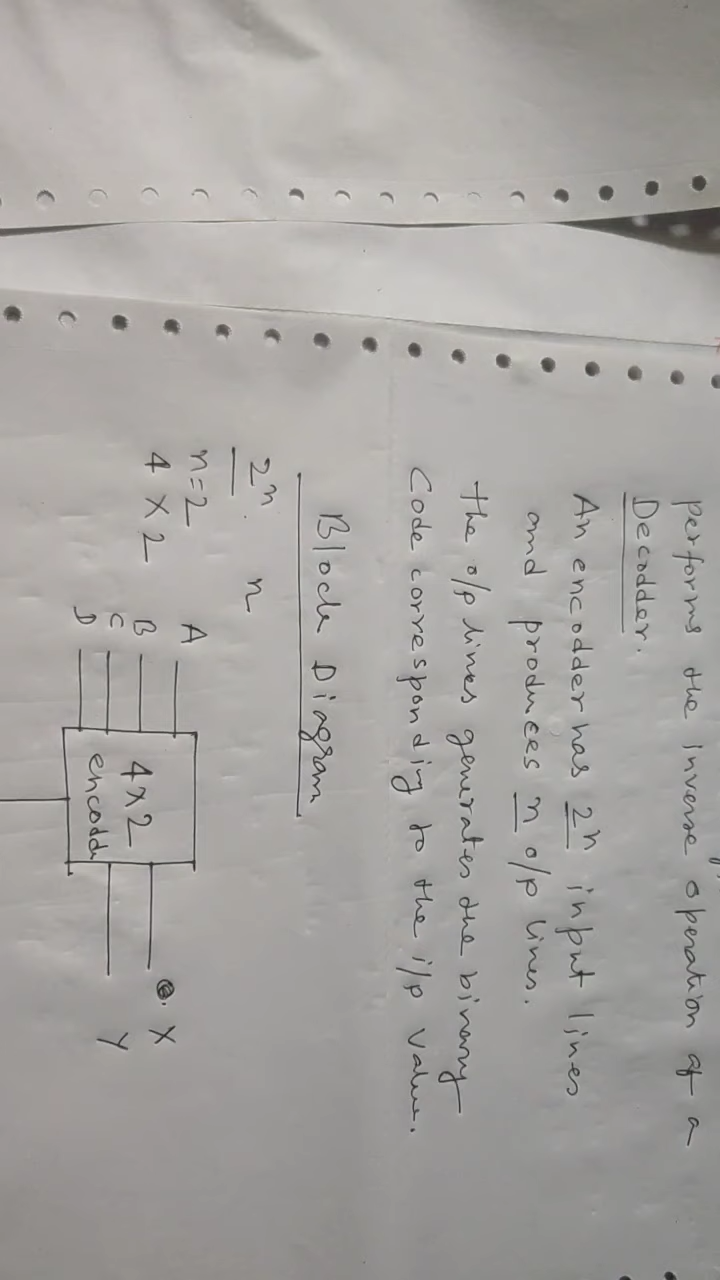 performs the inverse operation of a
Decodder.
An encodder has 2ⁿ input lines
and produces n o/p lines.
the o/p lines generates the binary
Code corresponding to the i/p value.
Block Diagram
2ⁿ. n
n=2
4 X 2
A
B
C
D
4x2
encodd
X
Y